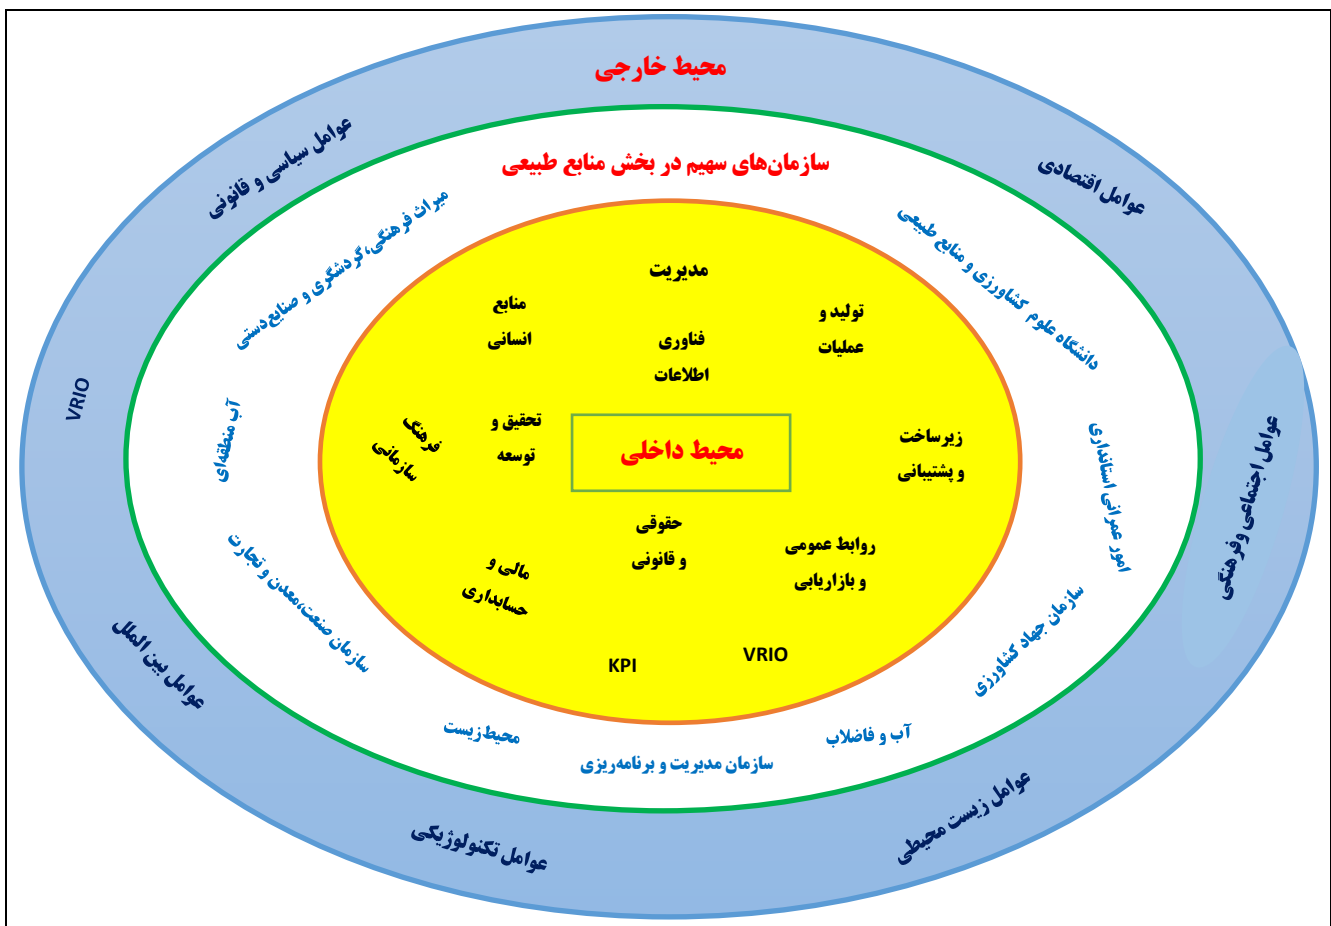 محیط خارجی
عوامل سیاسی و قانونی
عوامل اقتصادی
سازمان‌های سهیم در بخش منابع طبیعی
میراث فرهنگی،گردشگری و صنایع‌دستی
دانشگاه علوم کشاورزی و منابع طبیعی
مدیریت
منابع
انسانی
فناوری
اطلاعات
تولید و
عملیات
VRIO
آب منطقه‌ای
فرهنگ
سازمانی
تحقیق و
توسعه
محیط داخلی
زیرساخت
و پشتیبانی
امور عمرانی استانداری
عوامل اجتماعی وفرهنگی
حقوقی
و قانونی
روابط عمومی
و بازاریابی
مالی و
حسابداری
سازمان صنعت،معدن و تجارت
سازمان جهاد کشاورزی
عوامل بین الملل
KPI
VRIO
محیط‌زیست
سازمان مدیریت و برنامه‌ریزی
آب و فاضلاب
عوامل تکنولوژیکی
عوامل زیست محیطی